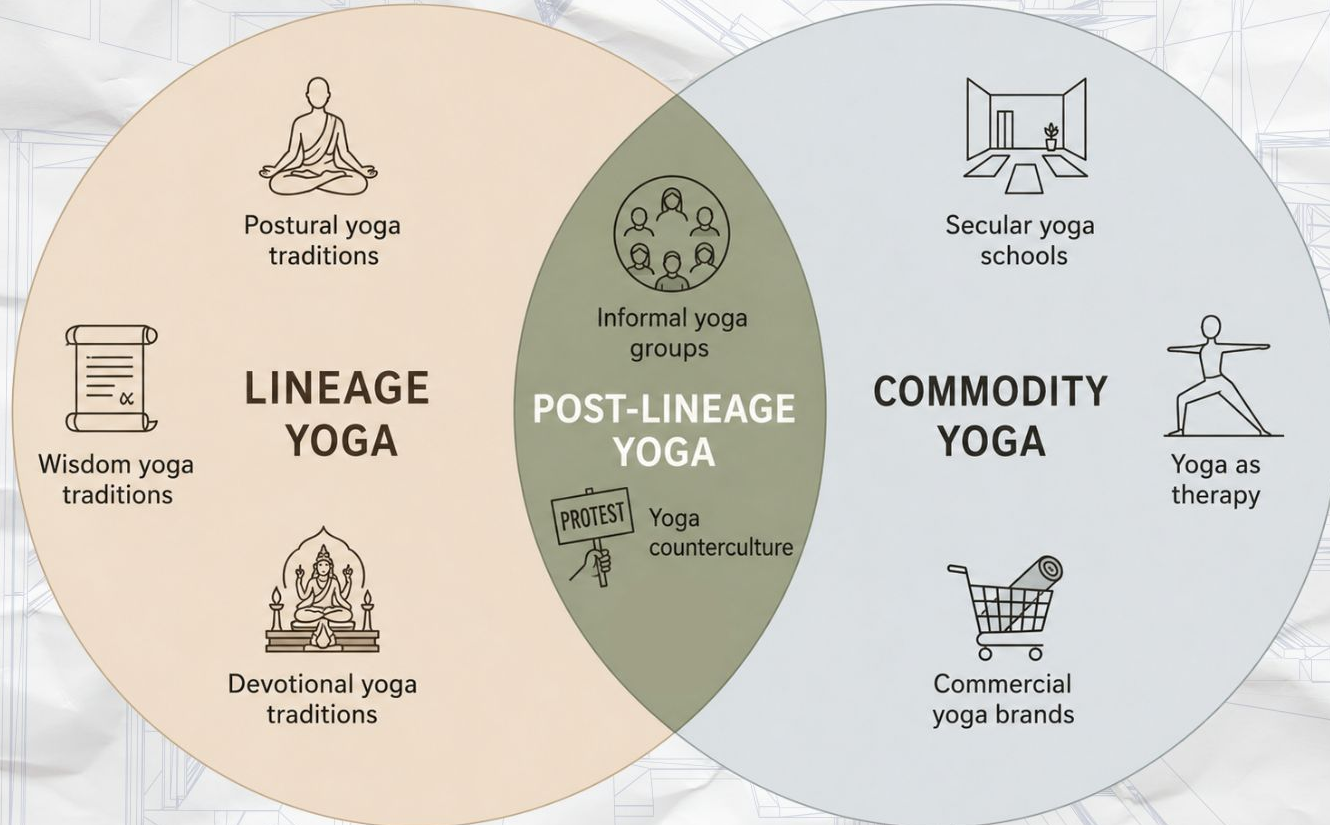 Postural yoga
traditions
Wisdom yoga
traditions
LINEAGE
YOGA
Devotional yoga
traditions
Informal yoga
groups
POST-LINEAGE
YOGA
PROTEST
Yoga
counterculture
Secular yoga
schools
COMMODITY
YOGA
Yoga as
therapy
Commercial
yoga brands